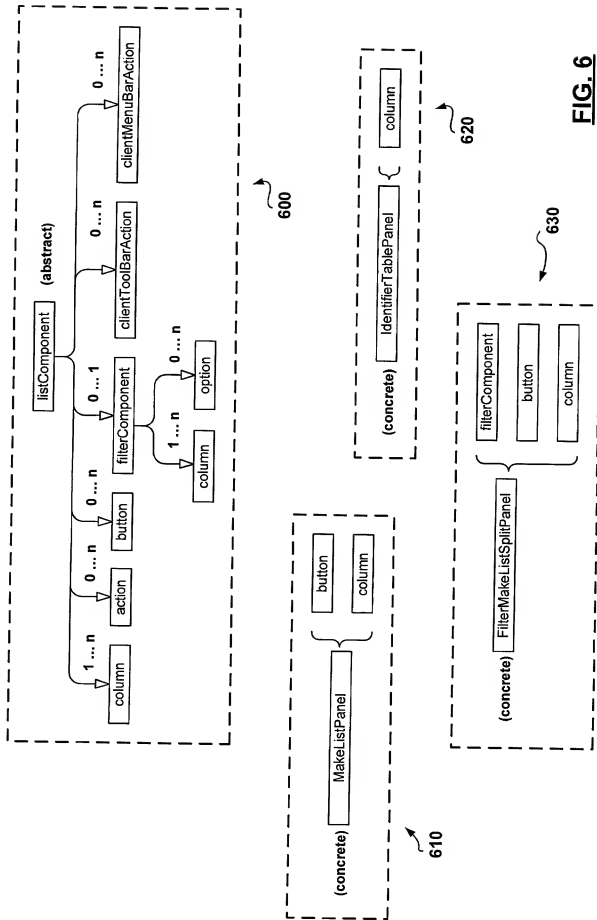 listComponent (abstract)
1 ... n
0 ... n
0 ... n
0 ... 1
0 ... n
0 ... n
column
action
button
filterComponent
clientToolBarAction
clientMenuBarAction
1 ... n
0 ... n
column
option
600
(concrete)
MakeListPanel
button
column
610
(concrete)
IdentifierTablePanel
column
620
(concrete)
FilterMakeListSplitPanel
filterComponent
button
column
630
FIG. 6